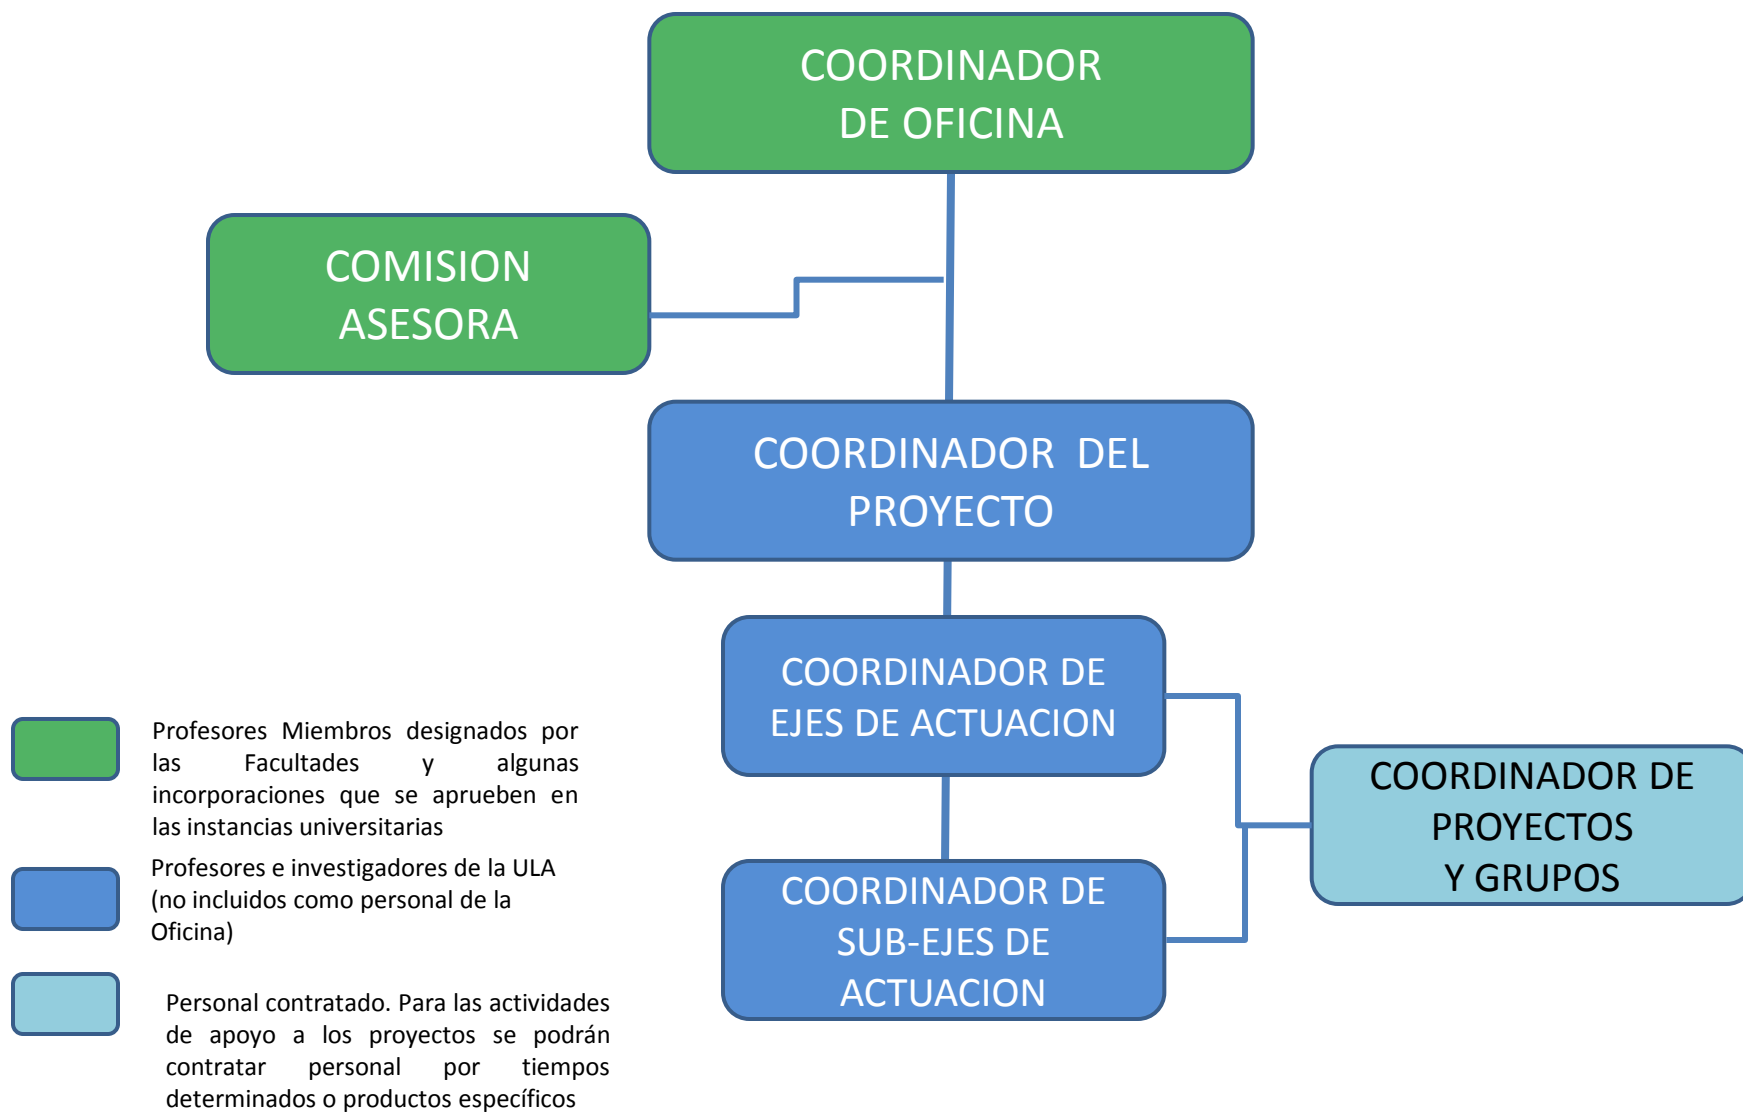 COORDINADOR
DE OFICINA
COMISION
ASESORA
COORDINADOR DEL
PROYECTO
COORDINADOR DE
EJES DE ACTUACION
COORDINADOR DE
PROYECTOS
Y GRUPOS
COORDINADOR DE
SUB-EJES DE
ACTUACION
Profesores Miembros designados por
las Facultades y algunas
incorporaciones que se aprueben en
las instancias universitarias
Profesores e investigadores de la ULA
(no incluidos como personal de la
Oficina)
Personal contratado. Para las actividades
de apoyo a los proyectos se podrán
contratar personal por tiempos
determinados o productos específicos